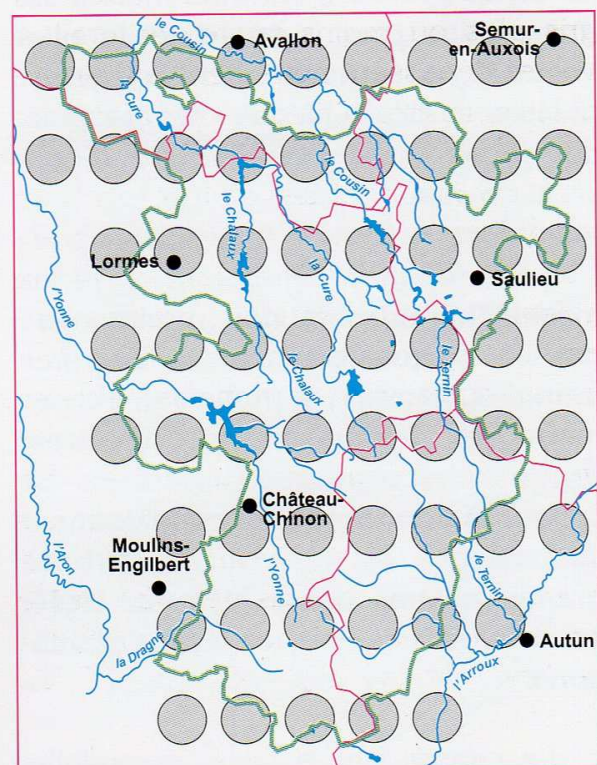 le Cousin
Avallon
Semur-
en-Auxois
la Cure
le Cousin
le Chalaux
Lormes
la Cure
Saulieu
l'Yonne
le Chalaux
le Ternin
Château-
Chinon
l'Aron
Moulins-
Engilbert
l'Yonne
le Ternin
la Dragne
Autun
l'Arroux